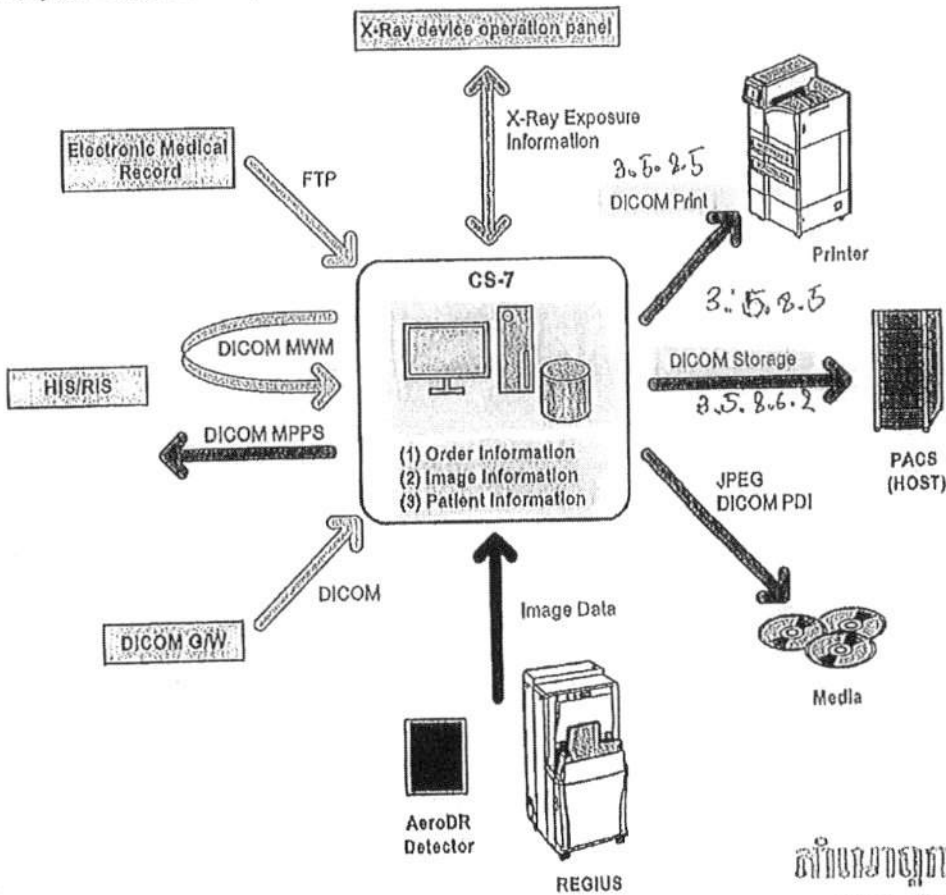 X-Ray device operation panel
X-Ray Exposure
Information
Electronic Medical
Record
FTP
3.5.8.5
DICOM Print
Printer
CS-7
3.5.8.5
DICOM MWM
DICOM Storage
HIS/RIS
3.5.8.6.2
DICOM MPPS
(1) Order Information
(2) Image Information
(3) Patient Information
PACS
(HOST)
JPEG
DICOM PDI
DICOM
Image Data
DICOM G/W
Media
AeroDR
Detector
REGIUS